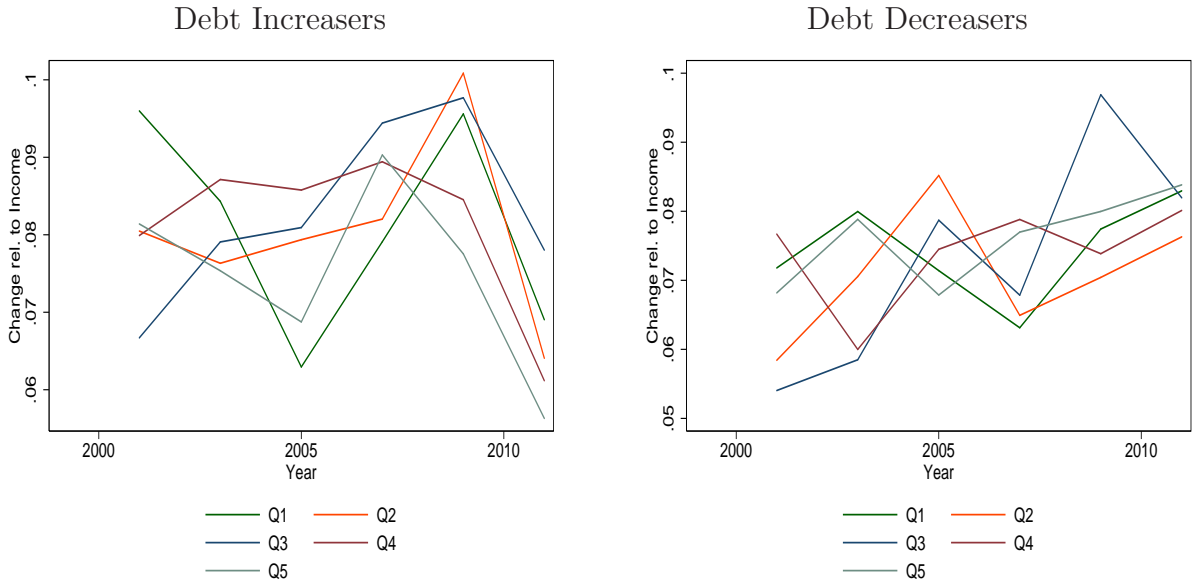 Debt Increasers
Change rel. to Income
.1
.09
.08
.07
.06
2000 2005 2010
Year
Q1 Q2
Q3 Q4
Q5
Debt Decreasers
Change rel. to Income
.1
.09
.08
.07
.06
.05
2000 2005 2010
Year
Q1 Q2
Q3 Q4
Q5